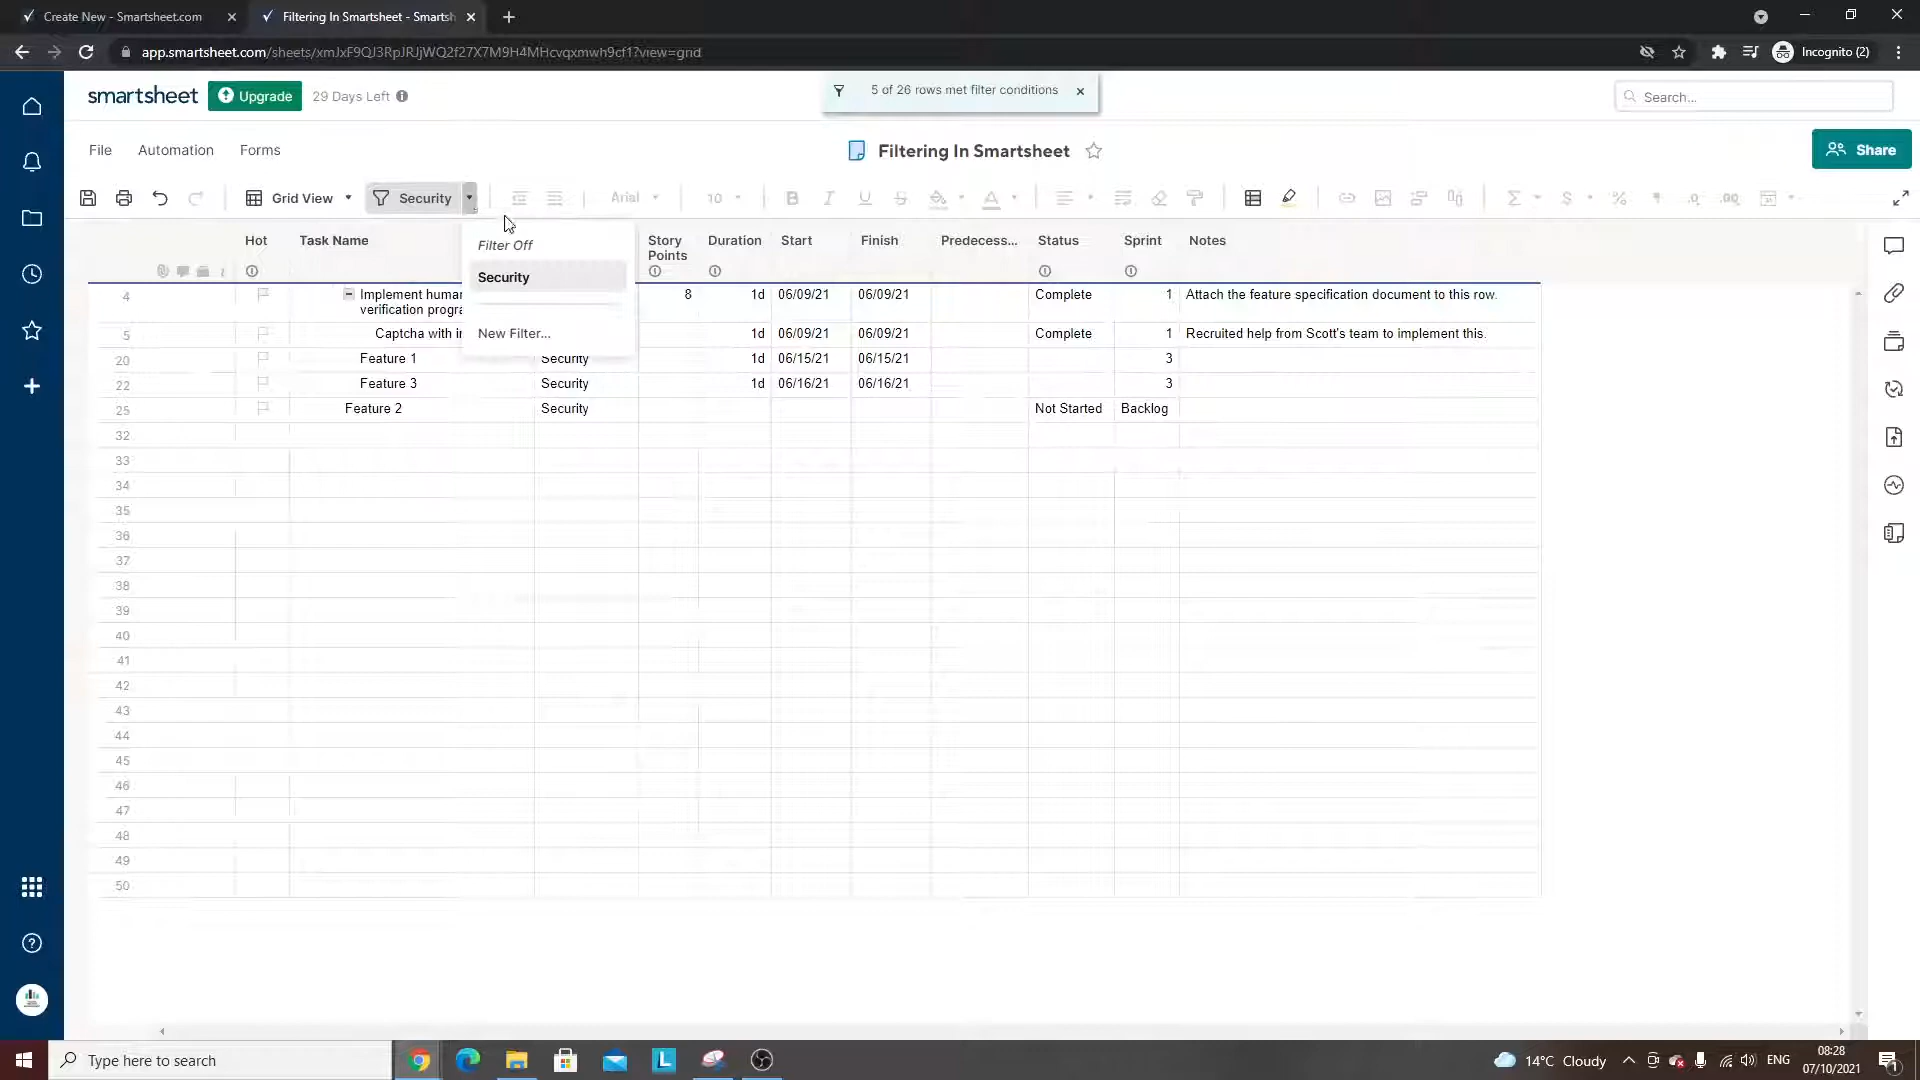 Create New - Smartsheet.com
Filtering In Smartsheet - Smartsh
app.smartsheet.com/sheets/xmJxF9QJ3RpJRJjWQ2f27X7M9H4MHcvqxmwh9cf1?view=grid
Incognito (2)
smartsheet
Upgrade
29 Days Left
5 of 26 rows met filter conditions
Search...
File
Automation
Forms
Filtering In Smartsheet
Share
Grid View
Security
Arial
10
Filter Off
Security
New Filter...
Hot
Task Name
Story
Points
Duration
Start
Finish
Predecess...
Status
Sprint
Notes
4
Implement human
verification progra
8
1d
06/09/21
06/09/21
Complete
1
Attach the feature specification document to this row.
5
Captcha with in
1d
06/09/21
06/09/21
Complete
1
Recruited help from Scott's team to implement this.
20
Feature 1
Security
1d
06/15/21
06/15/21
3
22
Feature 3
Security
1d
06/16/21
06/16/21
3
25
Feature 2
Security
Not Started
Backlog
32
33
34
35
36
37
38
39
40
41
42
43
44
45
46
47
48
49
50
Type here to search
14°C Cloudy
ENG
08:28
07/10/2021